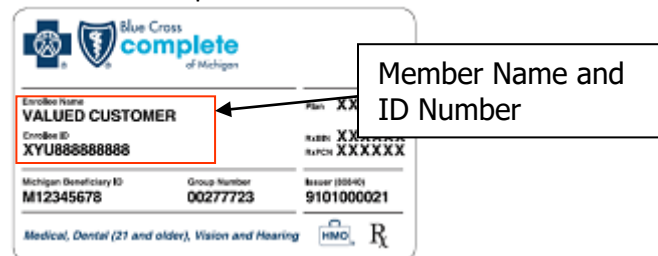 Blue Cross
complete
of Michigan
Enrollee Name
VALUED CUSTOMER
Enrollee ID
XYU888888888
Plan XX
RxBIN XXXXXX
RxPCN XXXXXX
Michigan Beneficiary ID
M12345678
Group Number
00277723
Issuer (80840)
9101000021
Medical, Dental (21 and older), Vision and Hearing
HMO
Rx
Member Name and
ID Number